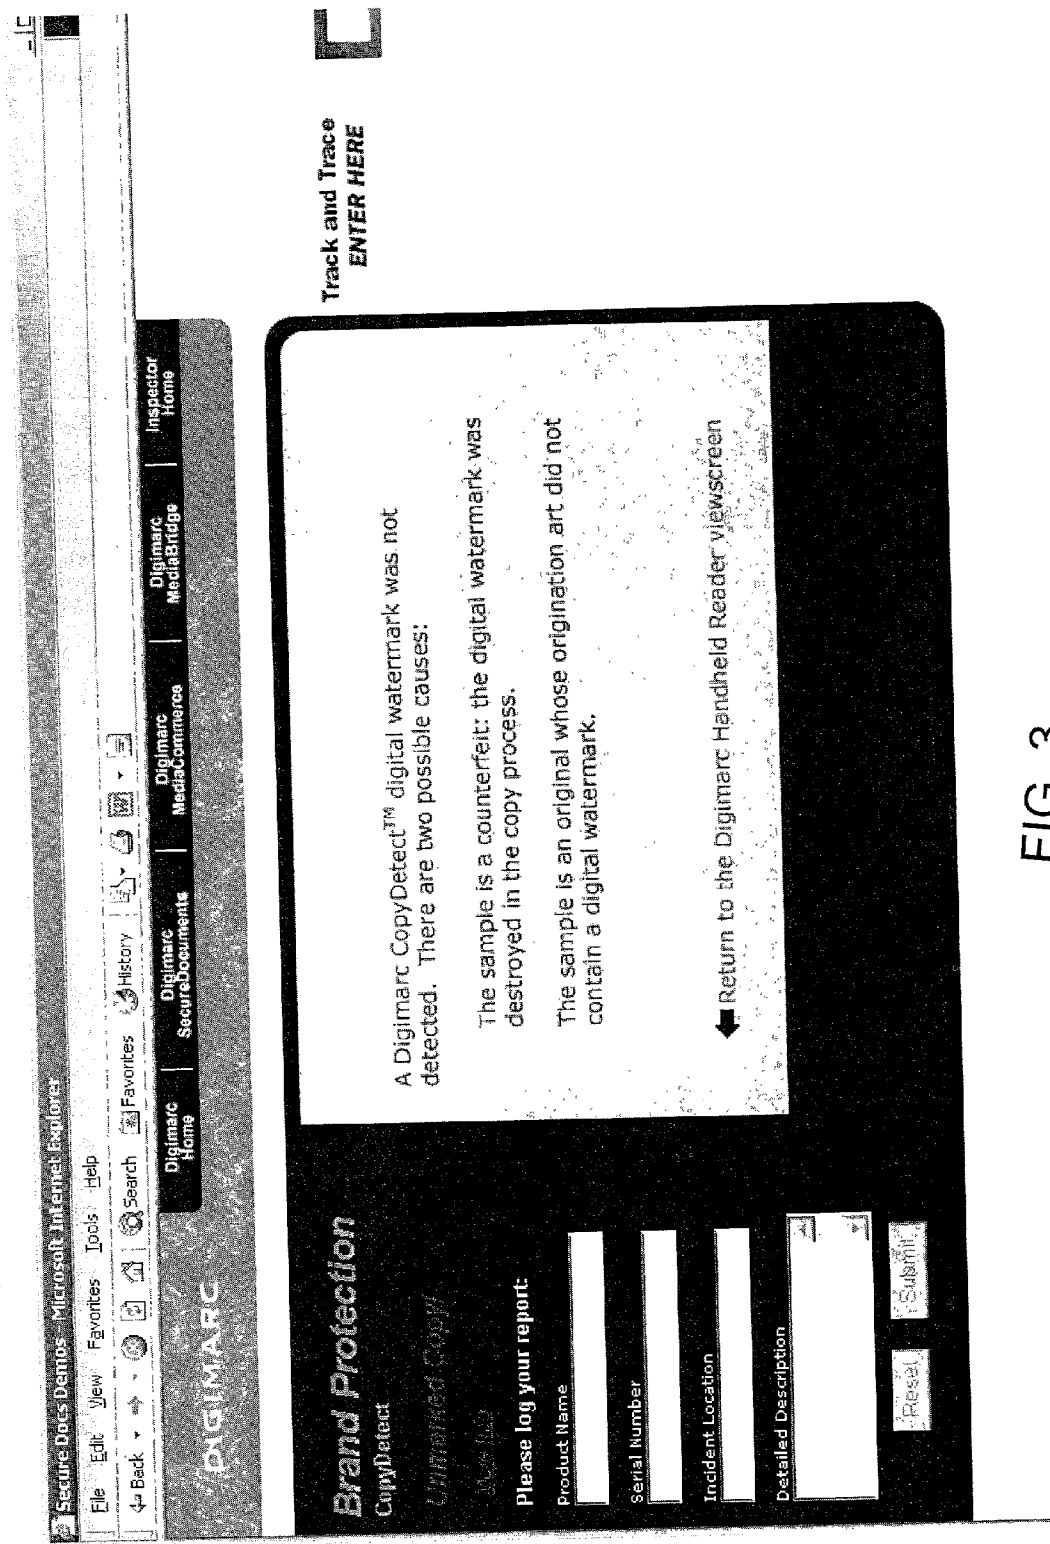 Secure Docs Demos Microsoft Internet Explorer
File Edit View Favorites Tools Help
Back Search Favorites History
DIGIMARC
Digimarc Home
Digimarc SecureDocuments
Digimarc MediaCommerce
Digimarc MediaBridge
Inspector Home
Brand Protection
CopyDetect
Please log your report:
Product Name
Serial Number
Incident Location
Detailed Description
Reset Submit
A Digimarc CopyDetect™ digital watermark was not
detected. There are two possible causes:
The sample is a counterfeit: the digital watermark was
destroyed in the copy process.
The sample is an original whose origination art did not
contain a digital watermark.
Return to the Digimarc Handheld Reader viewscreen
Track and Trace
ENTER HERE
FIG. 3